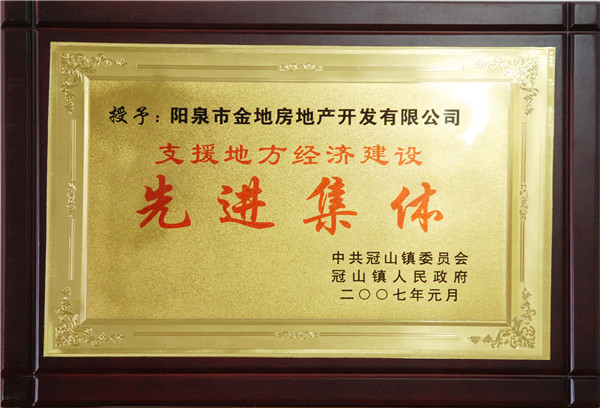 授予：阳泉市金地房地产开发有限公司
支援地方经济建设
先进集体
中共冠山镇委员会
冠山镇人民政府
二〇〇七年元月